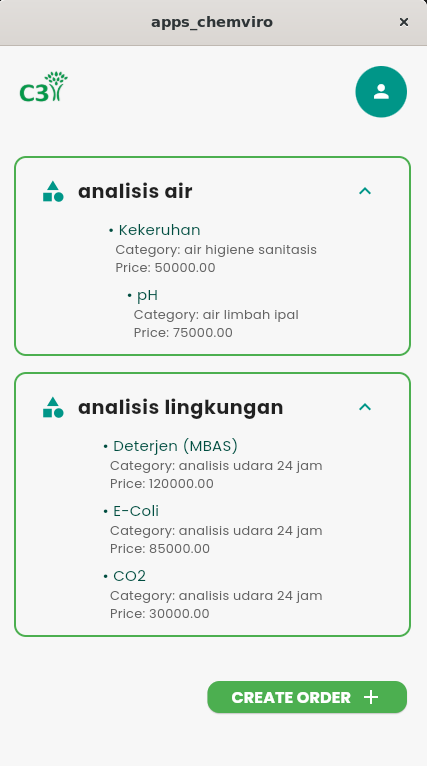 apps_chemviro
C3
analisis air
• Kekeruhan
Category: air higiene sanitasis
Price: 50000.00
• pH
Category: air limbah ipal
Price: 75000.00
analisis lingkungan
• Deterjen (MBAS)
Category: analisis udara 24 jam
Price: 120000.00
• E-Coli
Category: analisis udara 24 jam
Price: 85000.00
• CO2
Category: analisis udara 24 jam
Price: 30000.00
CREATE ORDER